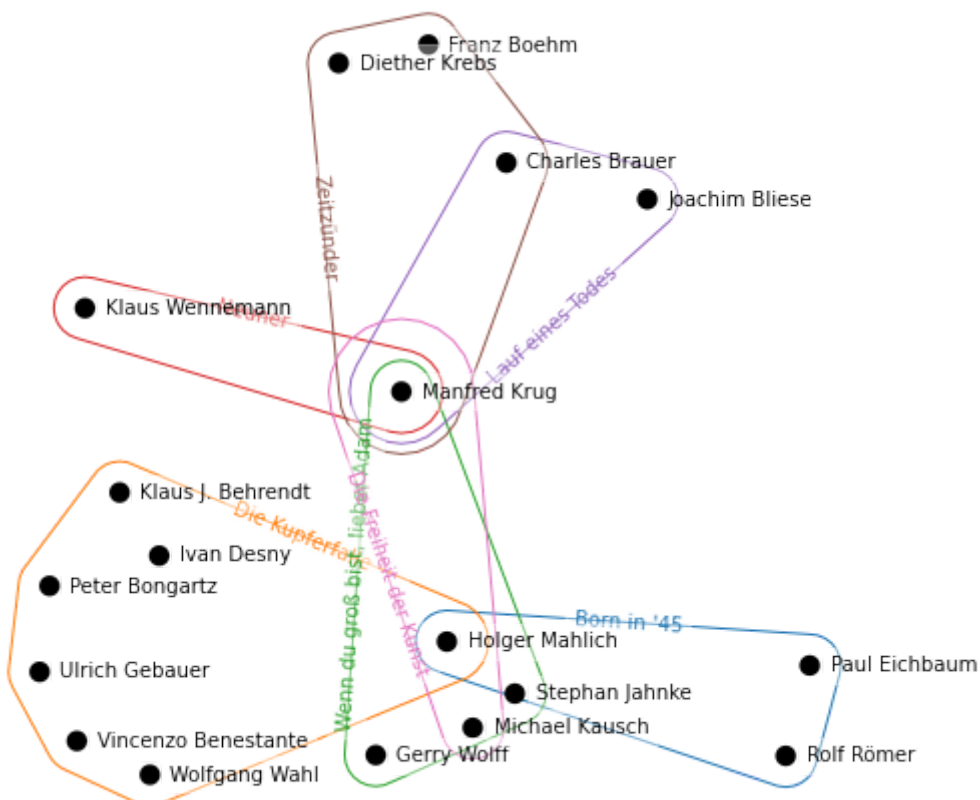 Franz Boehm
Diether Krebs
Charles Brauer
Joachim Bliese
Zeitzünder
Klaus Wennemann
Lauf eines Todes
Manfred Krug
Klaus J. Behrendt
Die Kupferfalle
Wenn du groß bist, lieber Adam
Die Freiheit der Kunst
Ivan Desny
Peter Bongartz
Born in '45
Holger Mahlich
Paul Eichbaum
Ulrich Gebauer
Stephan Jahnke
Michael Kausch
Vincenzo Benestante
Gerry Wolff
Rolf Römer
Wolfgang Wahl